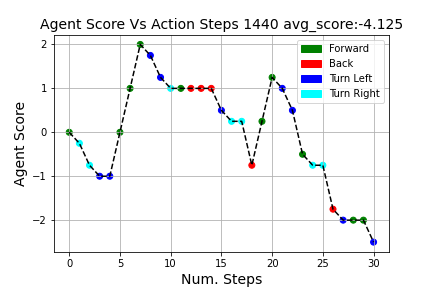 Agent Score Vs Action Steps 1440 avg_score:-4.125
Agent Score
2
1
0
−1
−2
Forward
Back
Turn Left
Turn Right
0 5 10 15 20 25 30
Num. Steps